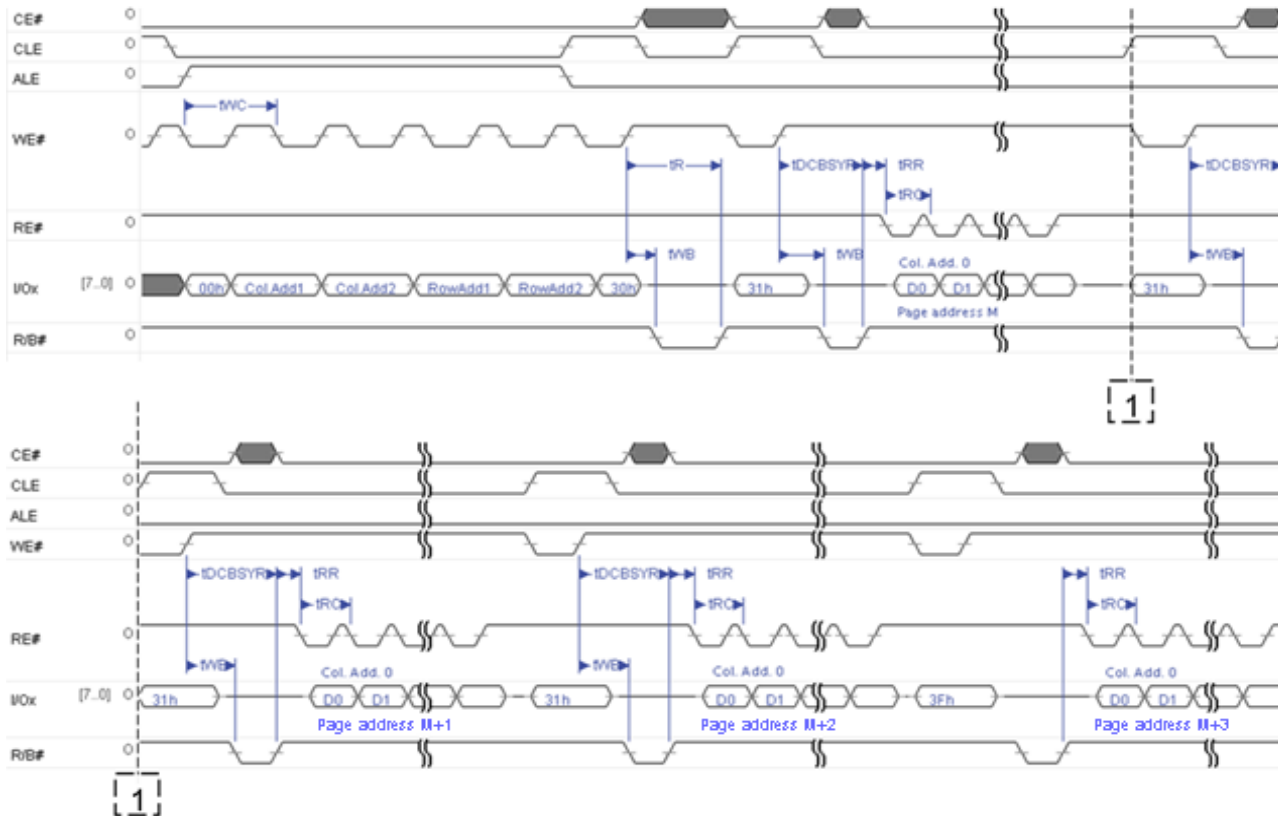 CE#
CLE
ALE
tWC
WE#
tR tDCBSYR tRR tDCBSYR
tRC
RE#
tWB tWB tWB
Col. Add. 0
I/Ox [7..0] 00h Col.Add1 Col.Add2 RowAdd1 RowAdd2 30h 31h D0 D1 31h
Page address M
R/B#
1
CE#
CLE
ALE
WE#
tDCBSYR tRR tDCBSYR tRR tRR
tRC tRC tRC
RE#
tWB tWB
Col. Add. 0 Col. Add. 0 Col. Add. 0
I/Ox [7..0] 31h D0 D1 31h D0 D1 3Fh D0 D1
Page address M+1 Page address M+2 Page address M+3
R/B#
1